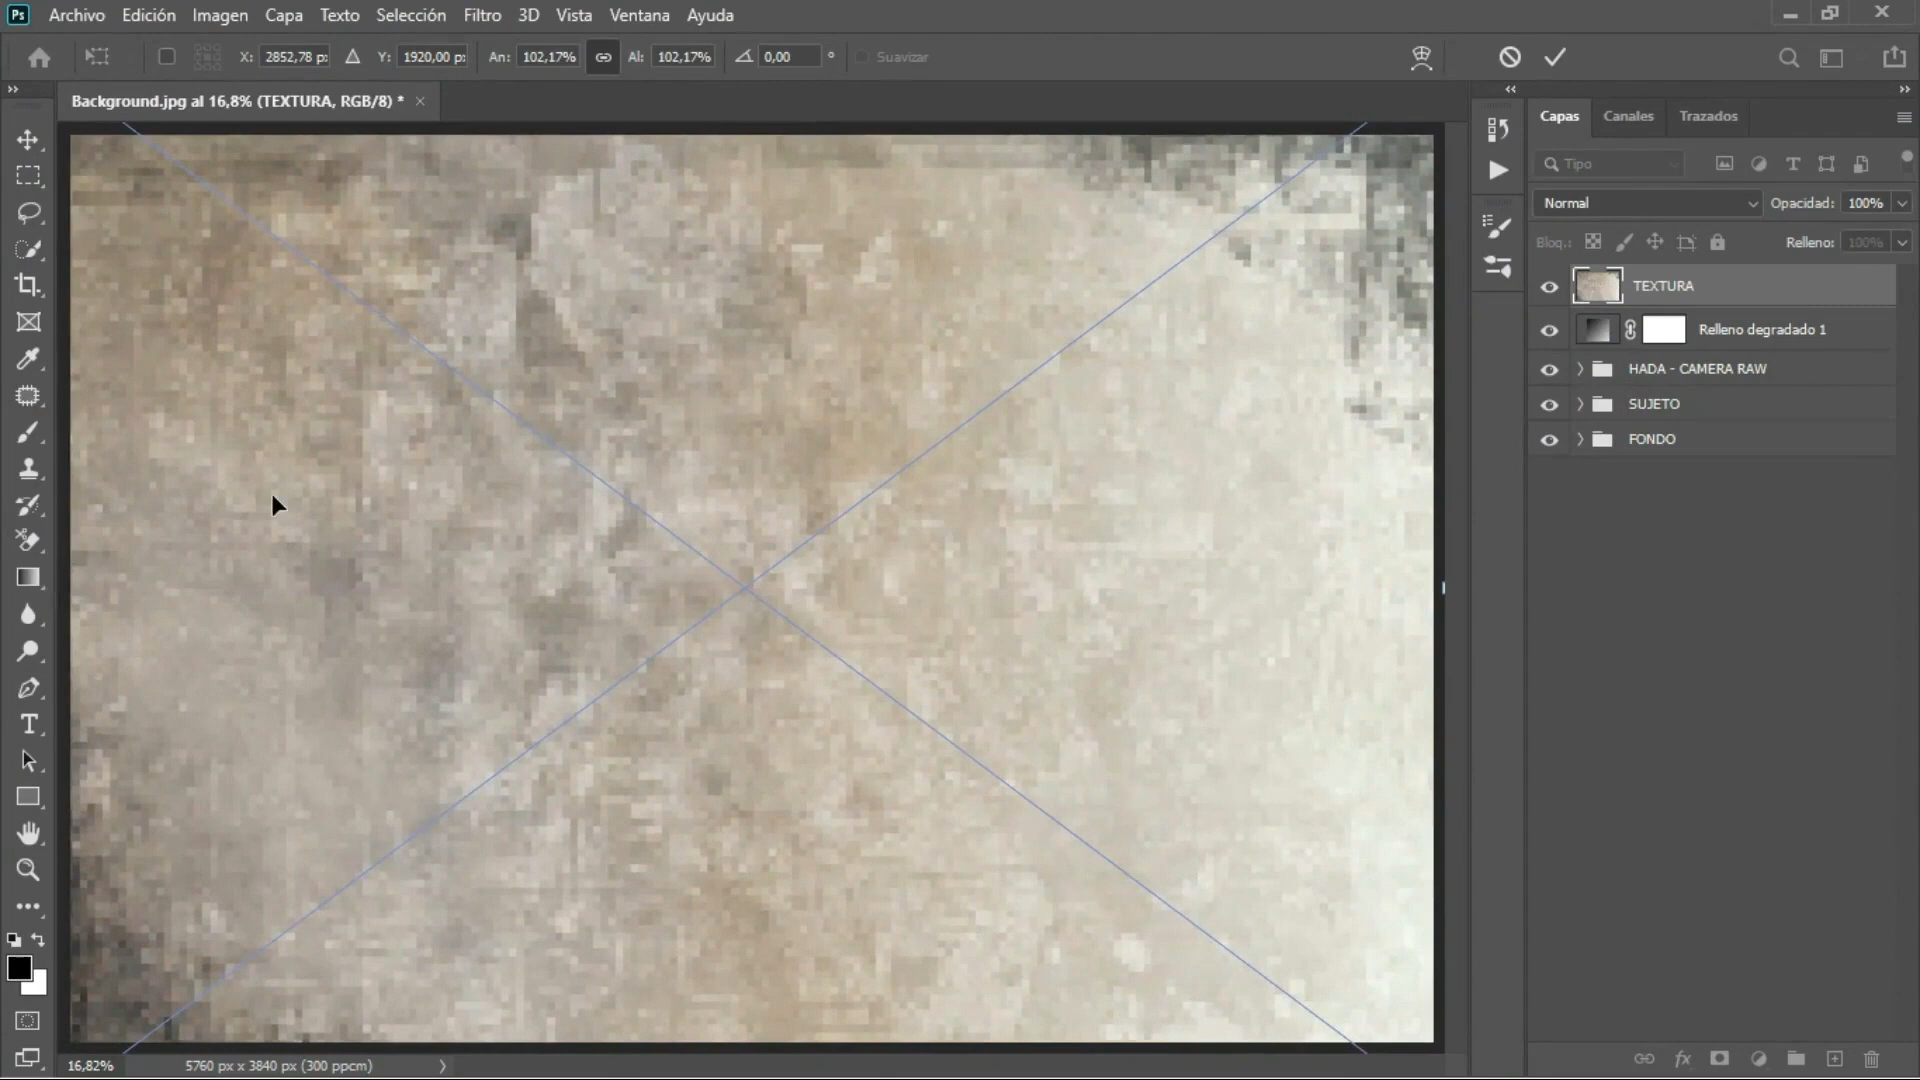 Ps Archivo Edición Imagen Capa Texto Selección Filtro 3D Vista Ventana Ayuda
X: 2852,78 p: Y: 1920,00 p: An: 102,17% Al: 102,17% 0,00 ° Suavizar
Background.jpg al 16,8% (TEXTURA, RGB/8) *
Capas Canales Trazados
Tipo
Normal Opacidad: 100%
Bloq.: Relleno: 100%
TEXTURA
Relleno degradado 1
HADA - CAMERA RAW
SUJETO
FONDO
16,82% 5760 px x 3840 px (300 ppcm)
fx